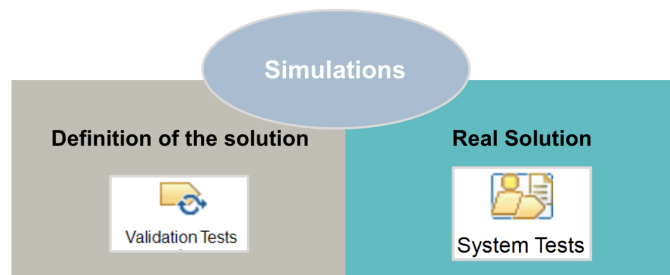 Simulations
Definition of the solution
Real Solution
Validation Tests
System Tests